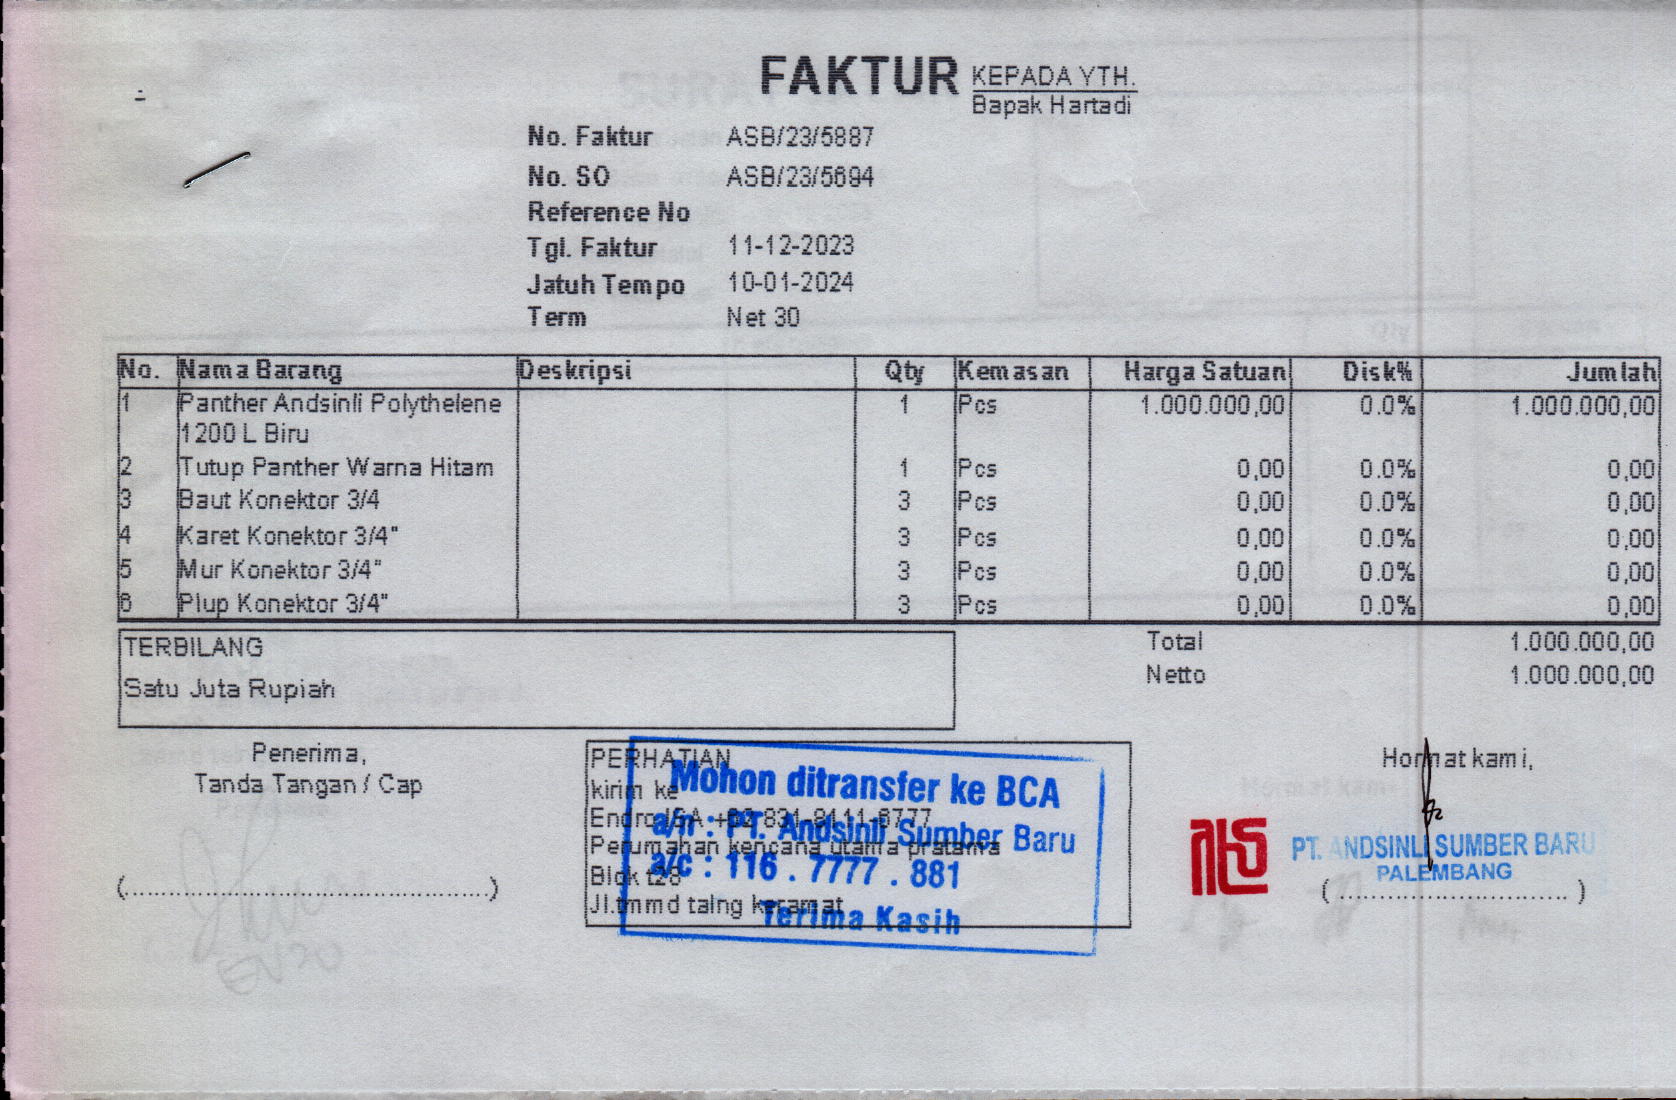 FAKTUR
KEPADA YTH.
Bapak Hartadi
No. Faktur ASB/23/5887
No. SO ASB/23/5694
Reference No
Tgl. Faktur 11-12-2023
Jatuh Tempo 10-01-2024
Term Net 30
No. Nama Barang Deskripsi Qty Kemasan Harga Satuan Disk% Jumlah
1 Panther Andsinli Polythelene 1 Pcs 1.000.000,00 0.0% 1.000.000,00
1200 L Biru
2 Tutup Panther Warna Hitam 1 Pcs 0,00 0.0% 0,00
3 Baut Konektor 3/4 3 Pcs 0,00 0.0% 0,00
4 Karet Konektor 3/4" 3 Pcs 0,00 0.0% 0,00
5 Mur Konektor 3/4" 3 Pcs 0,00 0.0% 0,00
6 Plup Konektor 3/4" 3 Pcs 0,00 0.0% 0,00
TERBILANG
Satu Juta Rupiah
Total 1.000.000,00
Netto 1.000.000,00
Penerima,
Tanda Tangan / Cap
(....................................................)
PERHATIAN
kirim ke
Perumahan kencana utama pratama
Blok t28
Jl.tmmd talng keramat
Mohon ditransfer ke BCA
a/n : PT. Andsinli Sumber Baru
a/c : 116 . 7777 . 881
Terima Kasih
Hormat kami,
PT. ANDSINLI SUMBER BARU
PALEMBANG
(.................................)